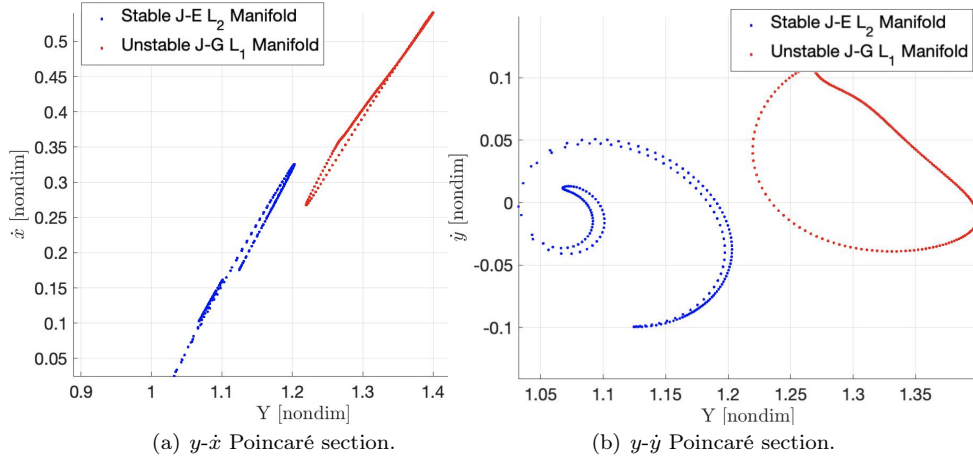 Stable J-E L₂ Manifold
Unstable J-G L₁ Manifold
0.5
0.45
0.4
0.35
0.3
0.25
0.2
0.15
0.1
0.05
ẋ [nondim]
0.9
1
1.1
1.2
1.3
1.4
Y [nondim]
(a) y-ẋ Poincaré section.
Stable J-E L₂ Manifold
Unstable J-G L₁ Manifold
0.1
0.05
0
-0.05
-0.1
ẏ [nondim]
1.05
1.1
1.15
1.2
1.25
1.3
1.35
Y [nondim]
(b) y-ẏ Poincaré section.